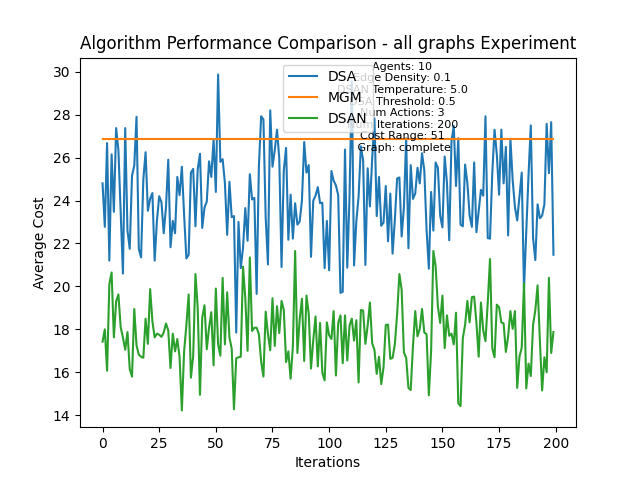 Algorithm Performance Comparison - all graphs Experiment
Agents: 10
Edge Density: 0.1
DSAN Temperature: 5.0
DSA Threshold: 0.5
Num Actions: 3
Num Iterations: 200
Cost Range: 51
Graph: complete
DSA
MGM
DSAN
30
28
26
24
22
20
18
16
14
Average Cost
0 25 50 75 100 125 150 175 200
Iterations